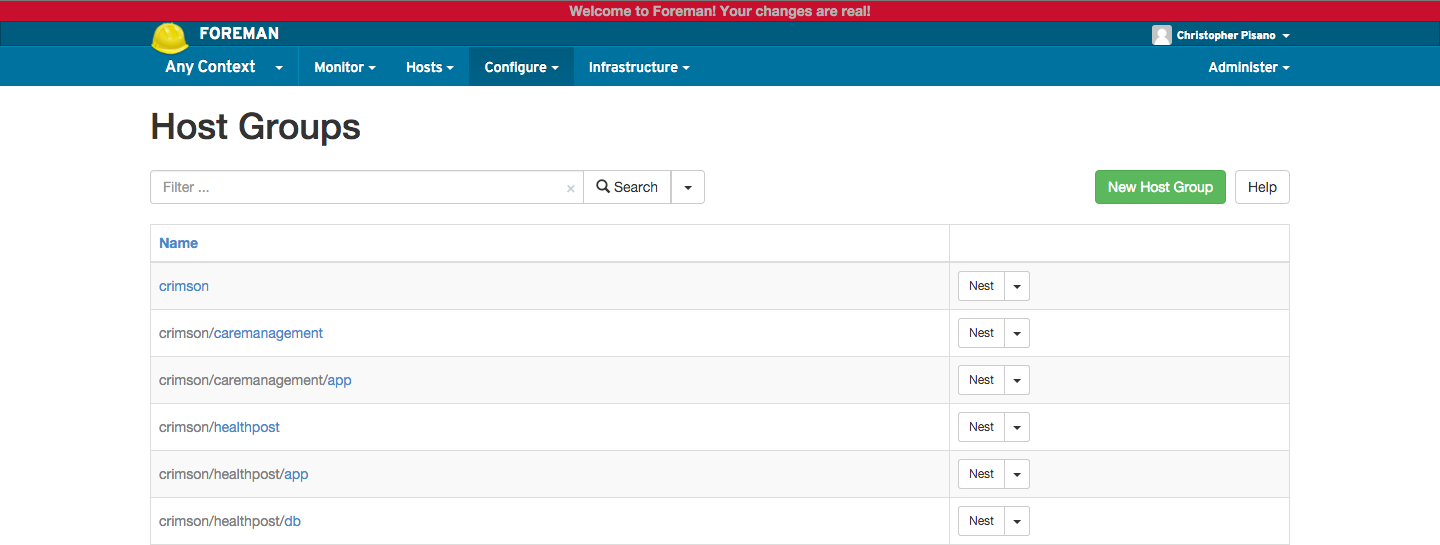 Welcome to Foreman! Your changes are real!
FOREMAN
Christopher Pisano
Any Context Monitor Hosts Configure Infrastructure Administer
Host Groups
Filter ... × Search New Host Group Help
Name
crimson Nest
crimson/caremanagement Nest
crimson/caremanagement/app Nest
crimson/healthpost Nest
crimson/healthpost/app Nest
crimson/healthpost/db Nest